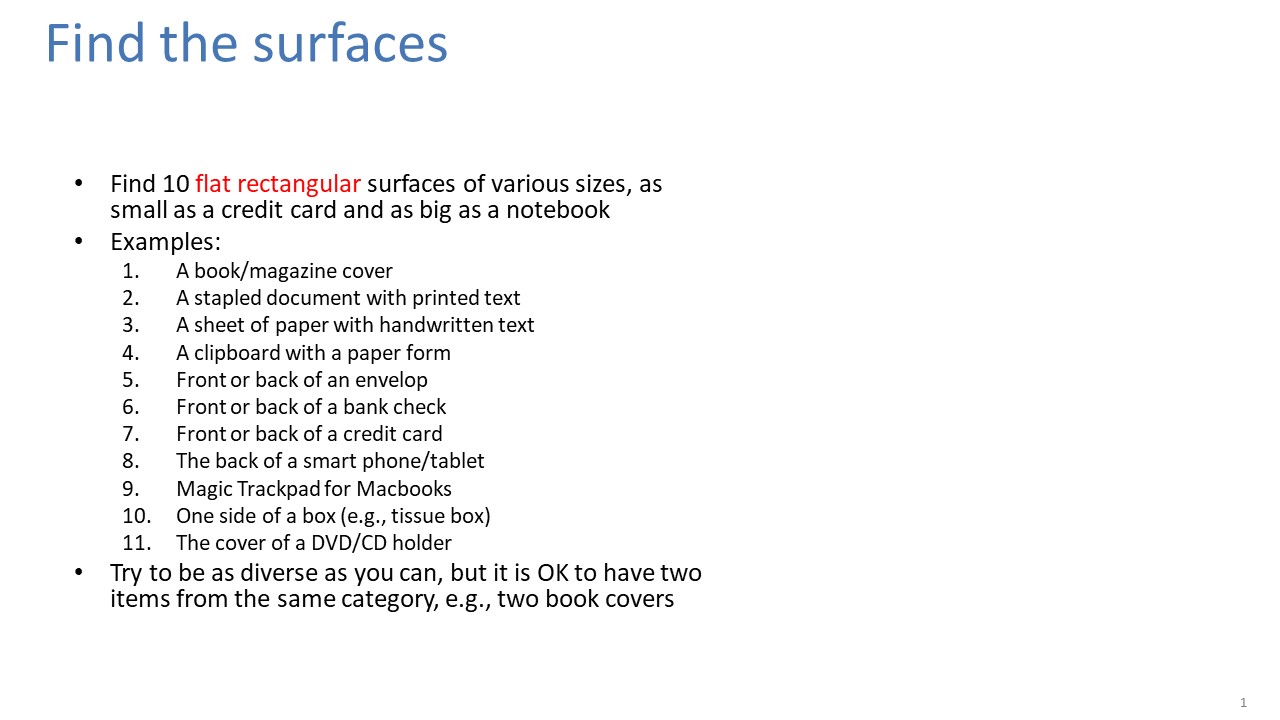 Find the surfaces
• Find 10 flat rectangular surfaces of various sizes, as
small as a credit card and as big as a notebook
• Examples:
1. A book/magazine cover
2. A stapled document with printed text
3. A sheet of paper with handwritten text
4. A clipboard with a paper form
5. Front or back of an envelop
6. Front or back of a bank check
7. Front or back of a credit card
8. The back of a smart phone/tablet
9. Magic Trackpad for Macbooks
10. One side of a box (e.g., tissue box)
11. The cover of a DVD/CD holder
• Try to be as diverse as you can, but it is OK to have two
items from the same category, e.g., two book covers
1